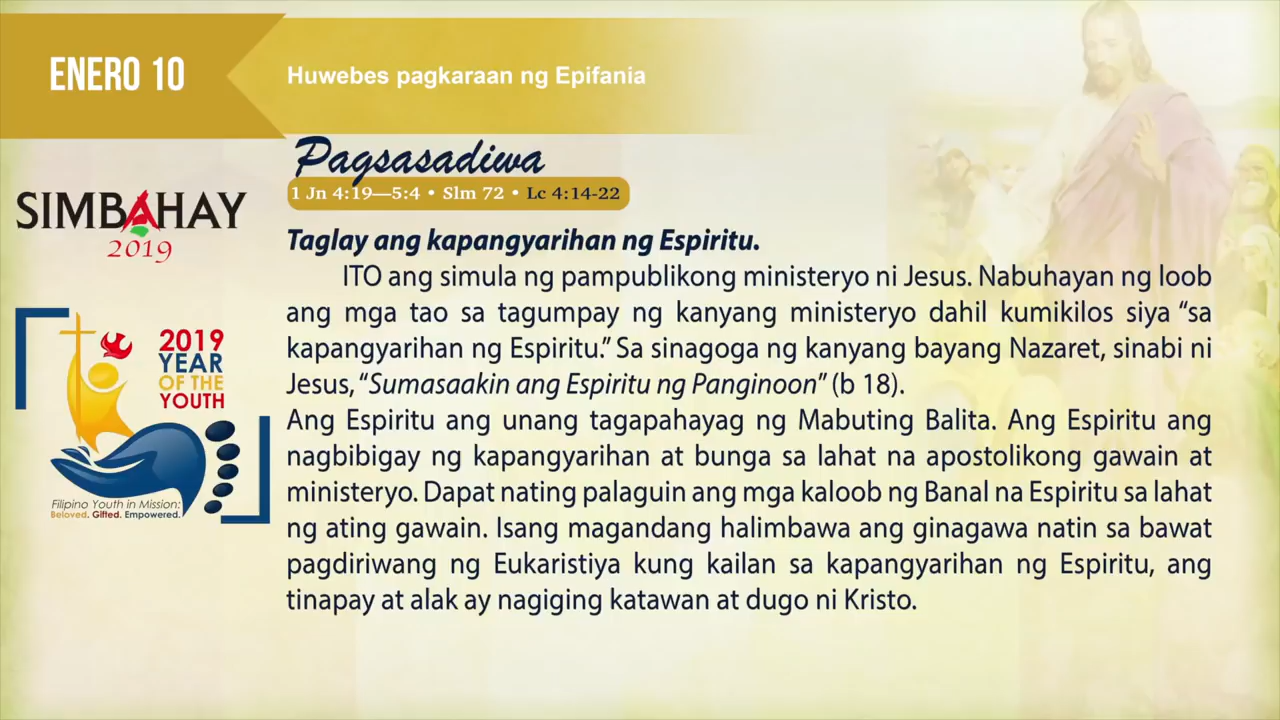 ENERO 10
Huwebes pagkaraan ng Epifania
Pagsasadiwa
1 Jn 4:19—5:4 • Slm 72 • Lc 4:14-22
SIMBAHAY
2019
Taglay ang kapangyarihan ng Espiritu.
ITO ang simula ng pampublikong ministeryo ni Jesus. Nabuhayan ng loob
ang mga tao sa tagumpay ng kanyang ministeryo dahil kumikilos siya “sa
kapangyarihan ng Espiritu.” Sa sinagoga ng kanyang bayang Nazaret, sinabi ni
Jesus, “Sumasaakin ang Espiritu ng Panginoon” (b 18).
Ang Espiritu ang unang tagapahayag ng Mabuting Balita. Ang Espiritu ang
nagbibigay ng kapangyarihan at bunga sa lahat na apostolikong gawain at
ministeryo. Dapat nating palaguin ang mga kaloob ng Banal na Espiritu sa lahat
ng ating gawain. Isang magandang halimbawa ang ginagawa natin sa bawat
pagdiriwang ng Eukaristiya kung kailan sa kapangyarihan ng Espiritu, ang
tinapay at alak ay nagiging katawan at dugo ni Kristo.
2019
YEAR
OF THE
YOUTH
Filipino Youth in Mission:
Beloved. Gifted. Empowered.